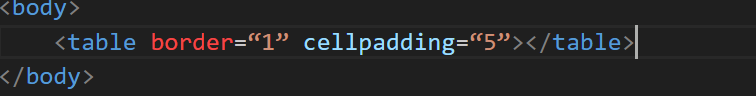 <body>
<table border=“1” cellpadding=“5”></table>
</body>